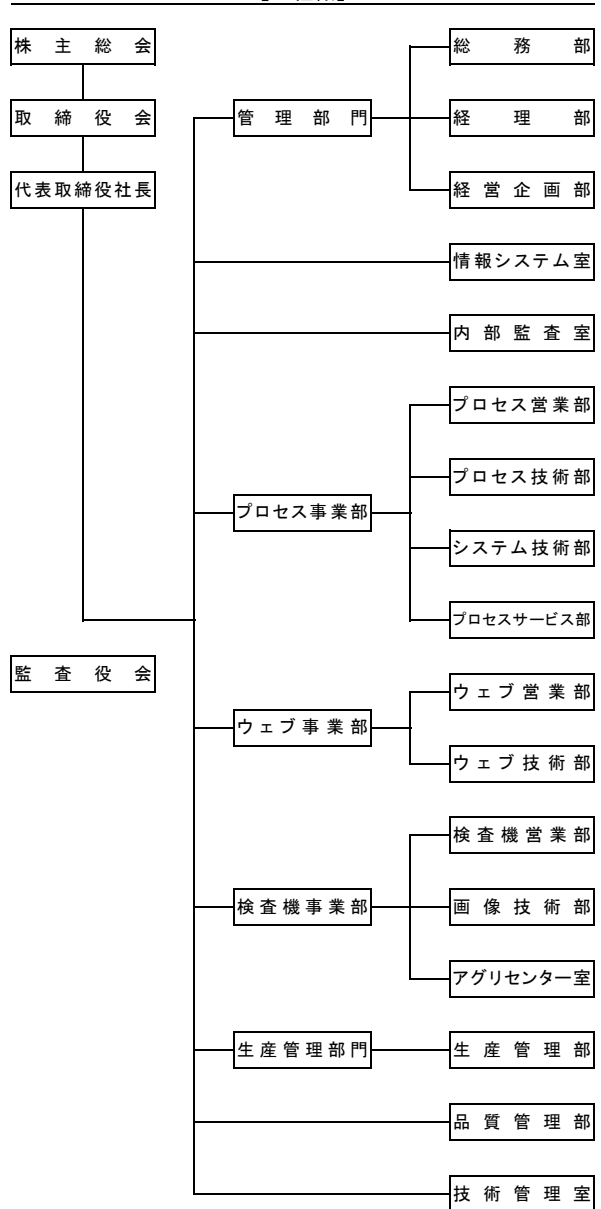 株主総会
取締役会
代表取締役社長
監査役会
管理部門
総務部
経理部
経営企画部
情報システム室
内部監査室
プロセス事業部
プロセス営業部
プロセス技術部
システム技術部
プロセスサービス部
ウェブ事業部
ウェブ営業部
ウェブ技術部
検査機事業部
検査機営業部
画像技術部
アグリセンター室
生産管理部門
生産管理部
品質管理部
技術管理室